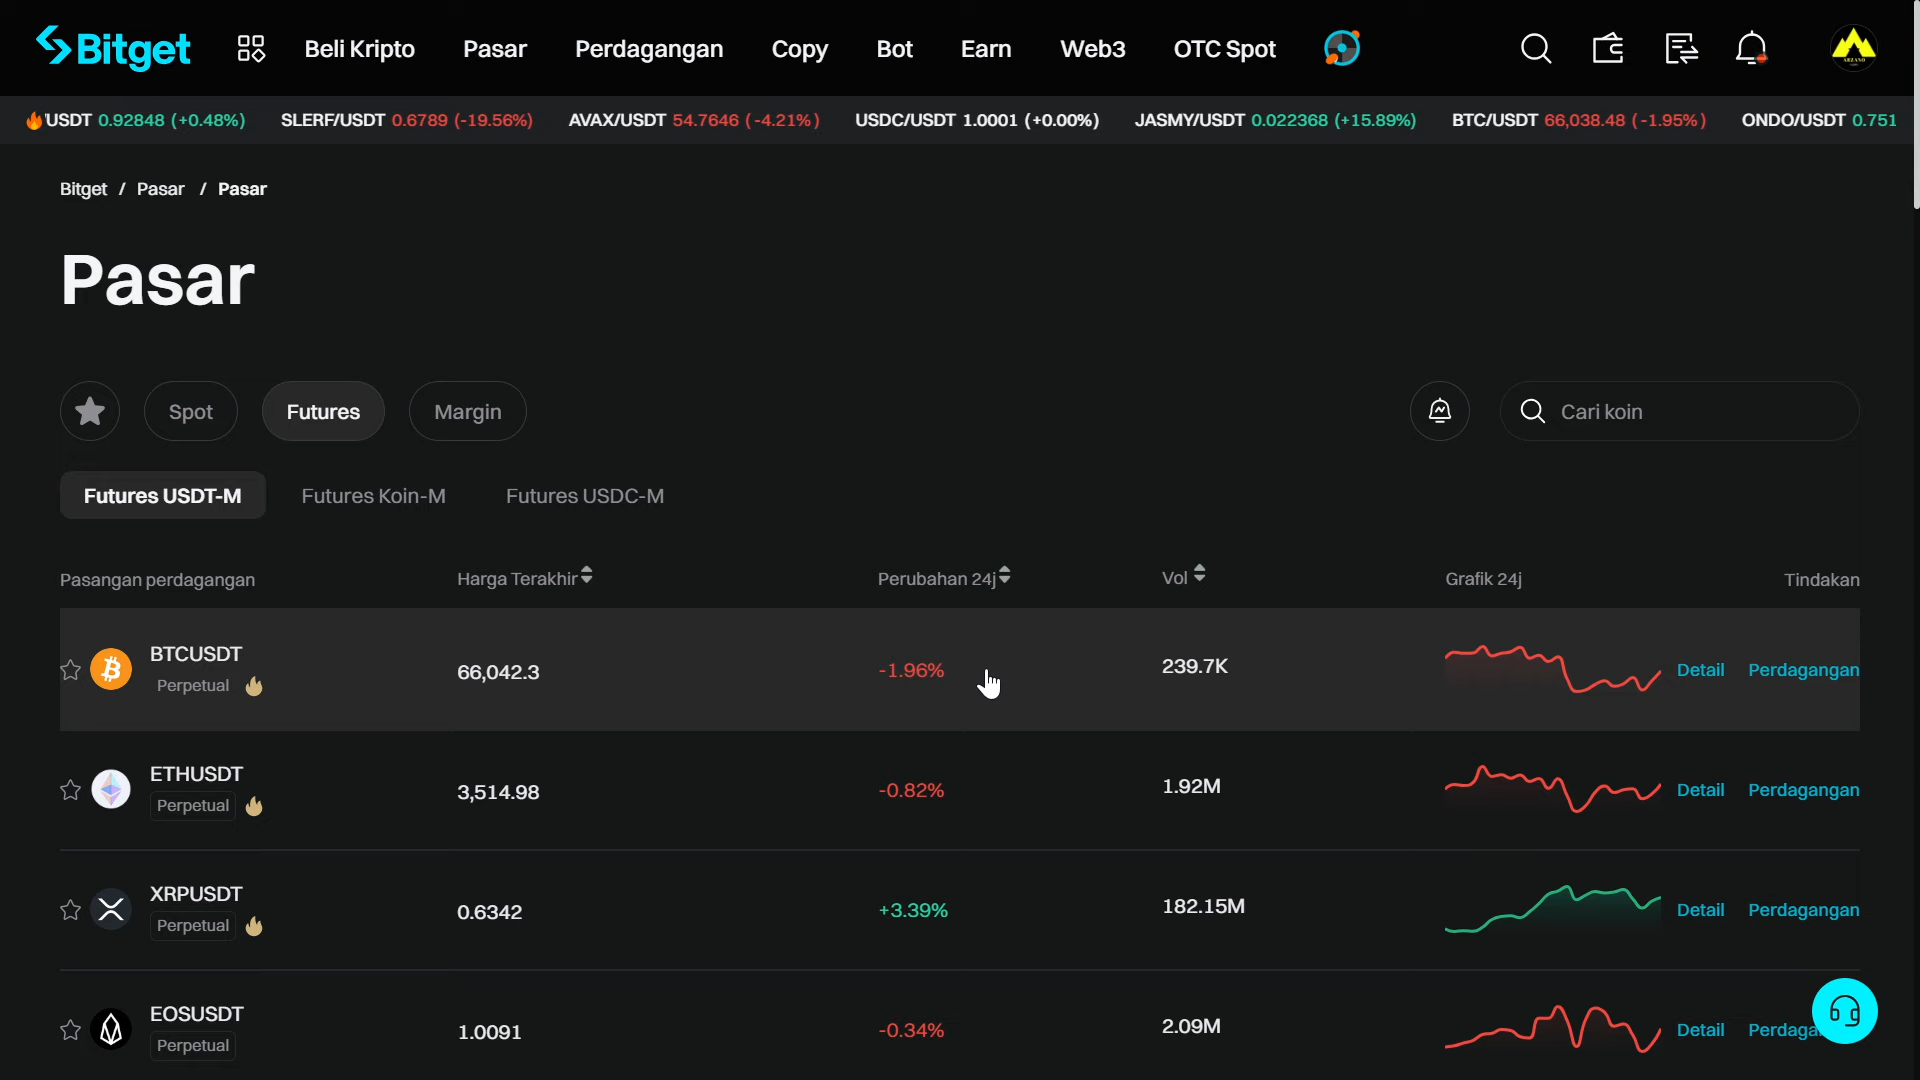 Bitget Beli Kripto Pasar Perdagangan Copy Bot Earn Web3 OTC Spot ARZANO
USDT 0.92848 (+0.48%) SLERF/USDT 0.6789 (-19.56%) AVAX/USDT 54.7646 (-4.21%) USDC/USDT 1.0001 (+0.00%) JASMY/USDT 0.022368 (+15.89%) BTC/USDT 66,038.48 (-1.95%) ONDO/USDT 0.751
Bitget / Pasar / Pasar
Pasar
Spot Futures Margin Cari koin
Futures USDT-M Futures Koin-M Futures USDC-M
Pasangan perdagangan Harga Terakhir Perubahan 24j Vol Grafik 24j Tindakan
BTCUSDT
Perpetual
66,042.3 -1.96% 239.7K Detail Perdagangan
ETHUSDT
Perpetual
3,514.98 -0.82% 1.92M Detail Perdagangan
XRPUSDT
Perpetual
0.6342 +3.39% 182.15M Detail Perdagangan
EOSUSDT
Perpetual
1.0091 -0.34% 2.09M Detail Perdaga